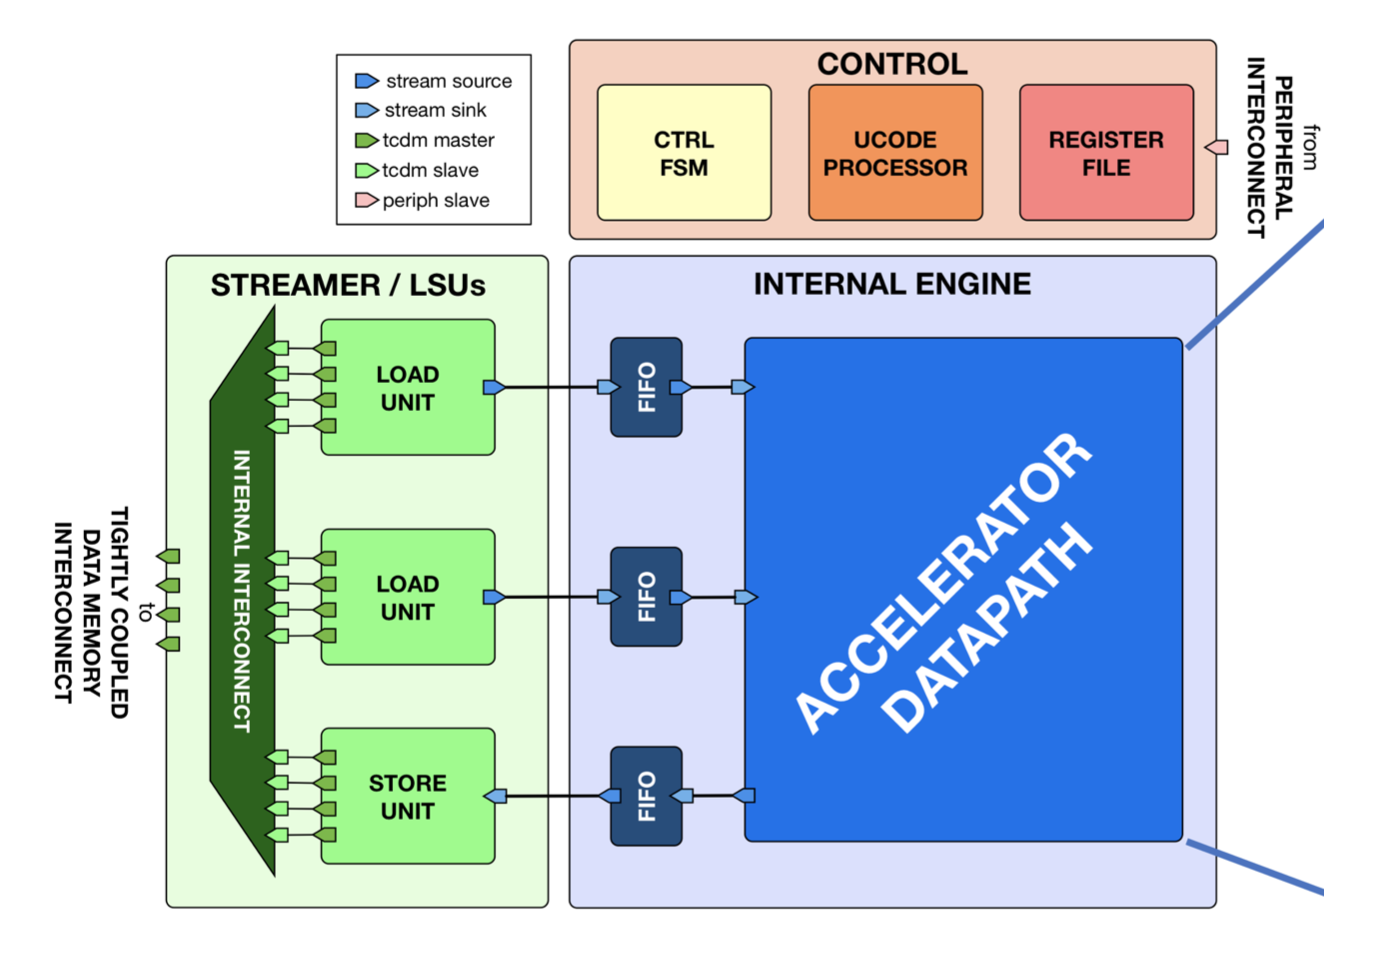 stream source
stream sink
tcdm master
tcdm slave
periph slave
CONTROL
CTRL
FSM
UCODE
PROCESSOR
REGISTER
FILE
from
PERIPHERAL
INTERCONNECT
STREAMER / LSUs
LOAD
UNIT
LOAD
UNIT
STORE
UNIT
INTERNAL INTERCONNECT
to
TIGHTLY COUPLED
DATA MEMORY
INTERCONNECT
INTERNAL ENGINE
FIFO
FIFO
FIFO
ACCELERATOR
DATAPATH